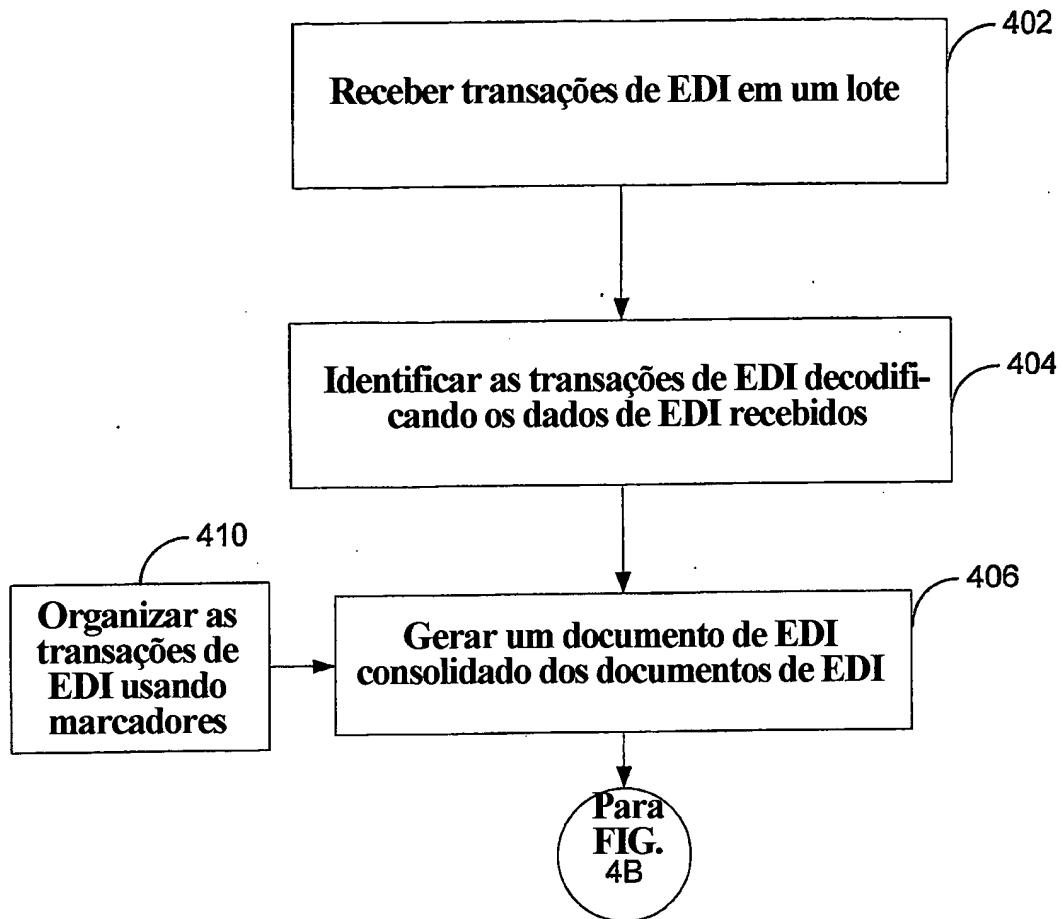 402
Receber transações de EDI em um lote
404
Identificar as transações de EDI decodifi-
cando os dados de EDI recebidos
410
Organizar as
transações de
EDI usando
marcadores
406
Gerar um documento de EDI
consolidado dos documentos de EDI
Para
FIG.
4B